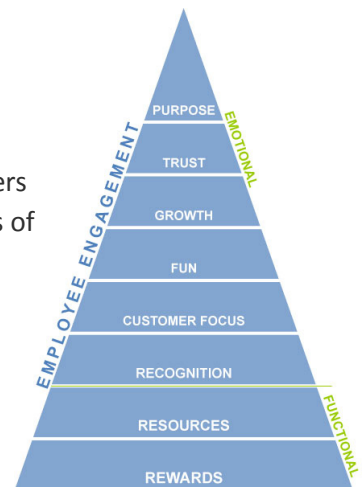 ers
s of
EMPLOYEE ENGAGEMENT
PURPOSE
EMOTIONAL
TRUST
GROWTH
FUN
CUSTOMER FOCUS
RECOGNITION
RESOURCES
FUNCTIONAL
REWARDS